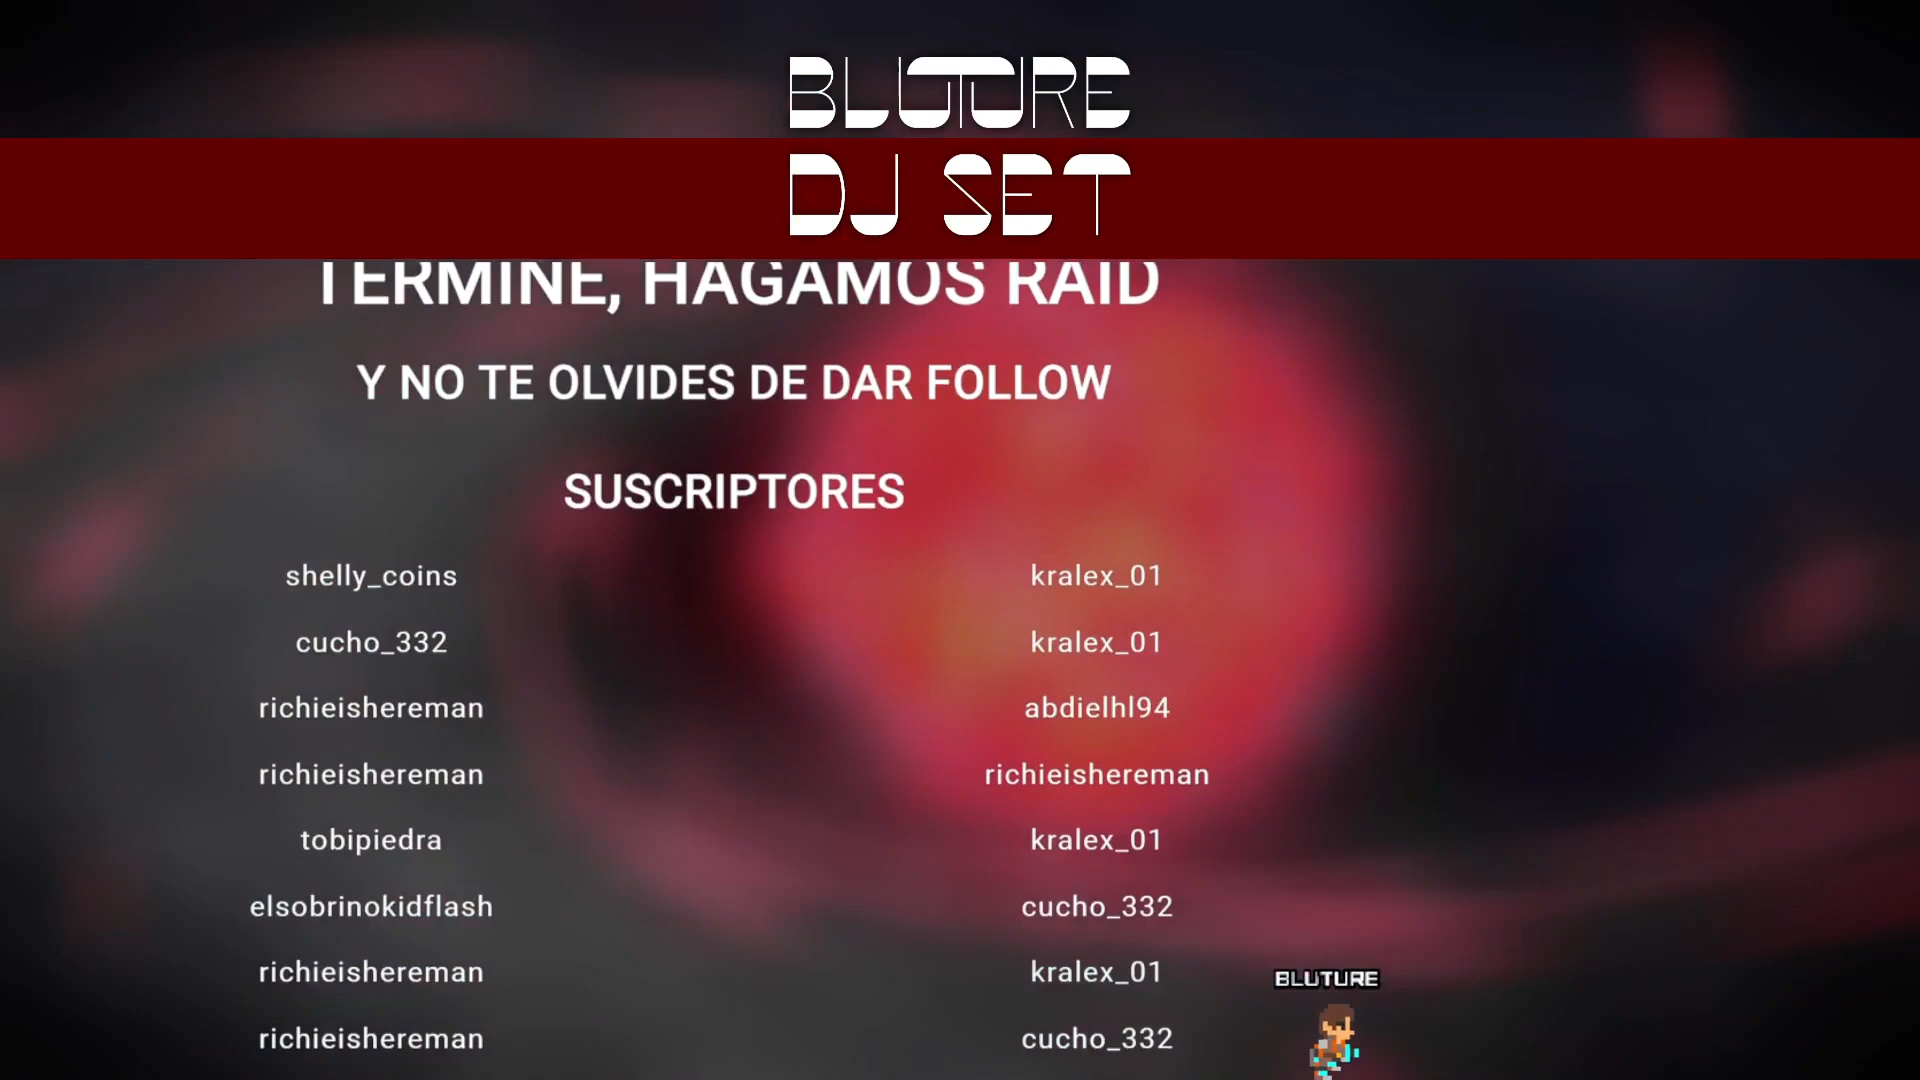 BLUTURE
DJ SET
TERMINE, HAGAMOS RAID
Y NO TE OLVIDES DE DAR FOLLOW
SUSCRIPTORES
shelly_coins kralex_01
cucho_332 kralex_01
richieishereman abdielhl94
richieishereman richieishereman
tobipiedra kralex_01
elsobrinokidflash cucho_332
richieishereman kralex_01
BLUTURE
richieishereman cucho_332